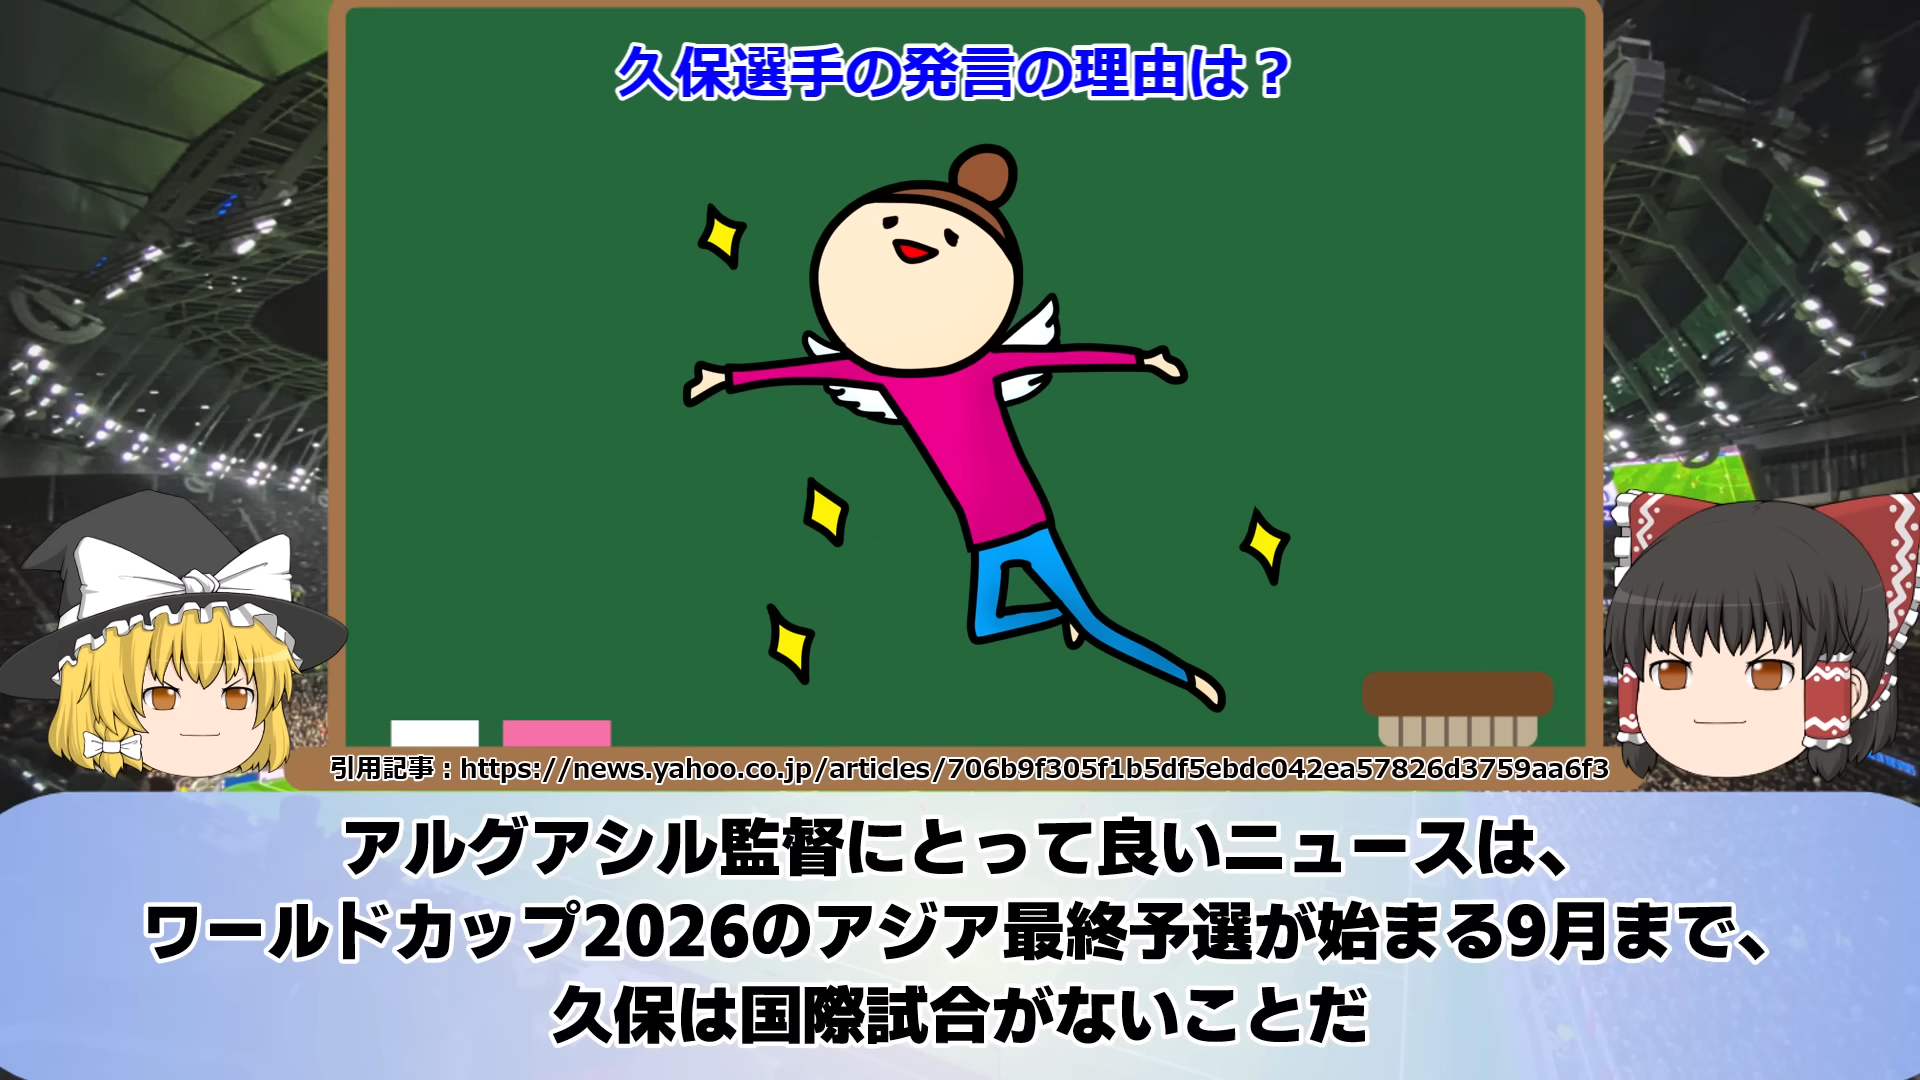 久保選手の発言の理由は？
引用記事：https://news.yahoo.co.jp/articles/706b9f305f1b5df5ebdc042ea57826d3759aa6f3
アルグアシル監督にとって良いニュースは、
ワールドカップ2026のアジア最終予選が始まる9月まで、
久保は国際試合がないことだ